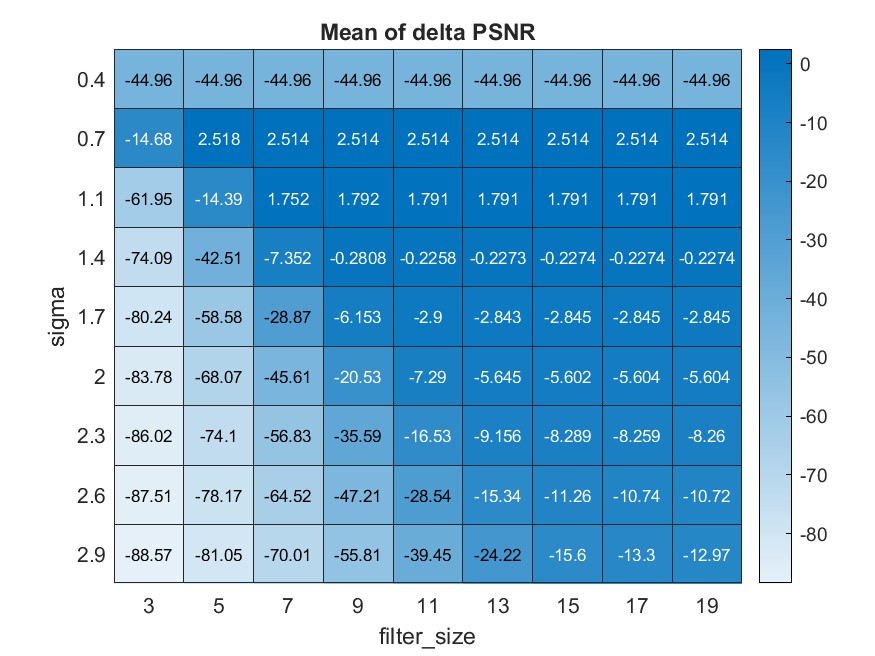 Mean of delta PSNR
0.4 -44.96 -44.96 -44.96 -44.96 -44.96 -44.96 -44.96 -44.96 -44.96
0.7 -14.68 2.518 2.514 2.514 2.514 2.514 2.514 2.514 2.514
1.1 -61.95 -14.39 1.752 1.792 1.791 1.791 1.791 1.791 1.791
1.4 -74.09 -42.51 -7.352 -0.2808 -0.2258 -0.2273 -0.2274 -0.2274 -0.2274
1.7 -80.24 -58.58 -28.87 -6.153 -2.9 -2.843 -2.845 -2.845 -2.845
2 -83.78 -68.07 -45.61 -20.53 -7.29 -5.645 -5.602 -5.604 -5.604
2.3 -86.02 -74.1 -56.83 -35.59 -16.53 -9.156 -8.289 -8.259 -8.26
2.6 -87.51 -78.17 -64.52 -47.21 -28.54 -15.34 -11.26 -10.74 -10.72
2.9 -88.57 -81.05 -70.01 -55.81 -39.45 -24.22 -15.6 -13.3 -12.97
3 5 7 9 11 13 15 17 19
filter_size
sigma
0
-10
-20
-30
-40
-50
-60
-70
-80